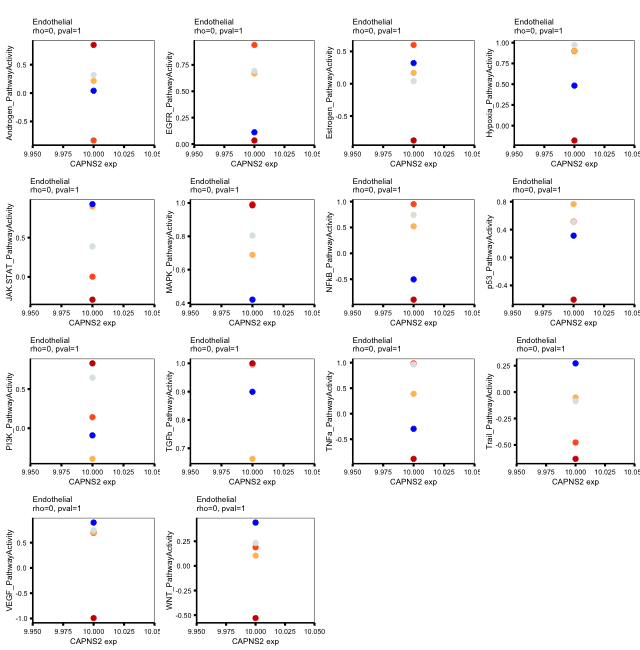 Endothelial
rho=0, pval=1
Androgen_PathwayActivity
0.5
0.0
-0.5
9.950 9.975 10.000 10.025 10.05
CAPNS2 exp
Endothelial
rho=0, pval=1
EGFR_PathwayActivity
0.75
0.50
0.25
0.00
9.950 9.975 10.000 10.025 10.05
CAPNS2 exp
Endothelial
rho=0, pval=1
Estrogen_PathwayActivity
0.5
0.0
-0.5
9.950 9.975 10.000 10.025 10.05
CAPNS2 exp
Endothelial
rho=0, pval=1
Hypoxia_PathwayActivity
1.00
0.75
0.50
0.25
0.00
9.950 9.975 10.000 10.025 10.05
CAPNS2 exp
Endothelial
rho=0, pval=1
JAK.STAT_PathwayActivity
0.5
0.0
9.950 9.975 10.000 10.025 10.05
CAPNS2 exp
Endothelial
rho=0, pval=1
MAPK_PathwayActivity
1.0
0.8
0.6
0.4
9.950 9.975 10.000 10.025 10.050
CAPNS2 exp
Endothelial
rho=0, pval=1
NFkB_PathwayActivity
1.0
0.5
0.0
-0.5
9.950 9.975 10.000 10.025 10.05
CAPNS2 exp
Endothelial
rho=0, pval=1
p53_PathwayActivity
0.8
0.4
0.0
-0.4
9.950 9.975 10.000 10.025 10.050
CAPNS2 exp
Endothelial
rho=0, pval=1
PI3K_PathwayActivity
0.5
0.0
9.950 9.975 10.000 10.025 10.05
CAPNS2 exp
Endothelial
rho=0, pval=1
TGFb_PathwayActivity
1.0
0.9
0.8
0.7
9.950 9.975 10.000 10.025 10.050
CAPNS2 exp
Endothelial
rho=0, pval=1
TNFa_PathwayActivity
1.0
0.5
0.0
-0.5
9.950 9.975 10.000 10.025 10.05
CAPNS2 exp
Endothelial
rho=0, pval=1
Trail_PathwayActivity
0.25
0.00
-0.25
-0.50
9.950 9.975 10.000 10.025 10.05
CAPNS2 exp
Endothelial
rho=0, pval=1
VEGF_PathwayActivity
1.0
0.5
0.0
-0.5
-1.0
9.950 9.975 10.000 10.025 10.05
CAPNS2 exp
Endothelial
rho=0, pval=1
WNT_PathwayActivity
0.25
0.00
-0.25
-0.50
9.950 9.975 10.000 10.025 10.050
CAPNS2 exp